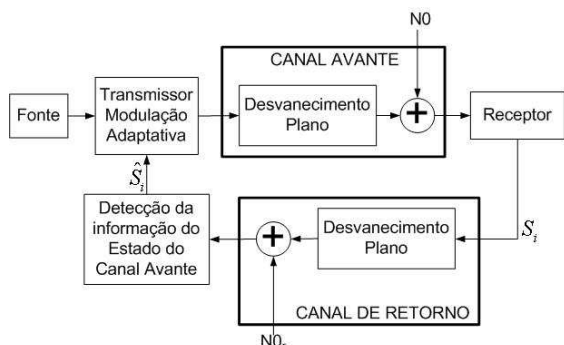 N0
CANAL AVANTE
Fonte
Transmissor
Modulação
Adaptativa
Desvanecimento
Plano
+
Receptor
Ŝᵢ
Sᵢ
Detecção da
informação do
Estado do
Canal Avante
+
Desvanecimento
Plano
CANAL DE RETORNO